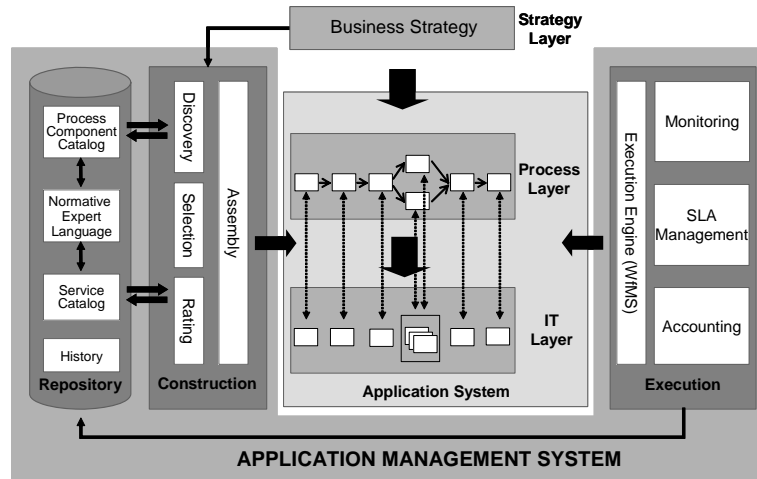 Business Strategy
Strategy
Layer
Process
Component
Catalog
Normative
Expert
Language
Service
Catalog
History
Repository
Discovery
Selection
Rating
Assembly
Construction
Process
Layer
IT
Layer
Application System
Execution Engine (WfMS)
Monitoring
SLA
Management
Accounting
Execution
APPLICATION MANAGEMENT SYSTEM